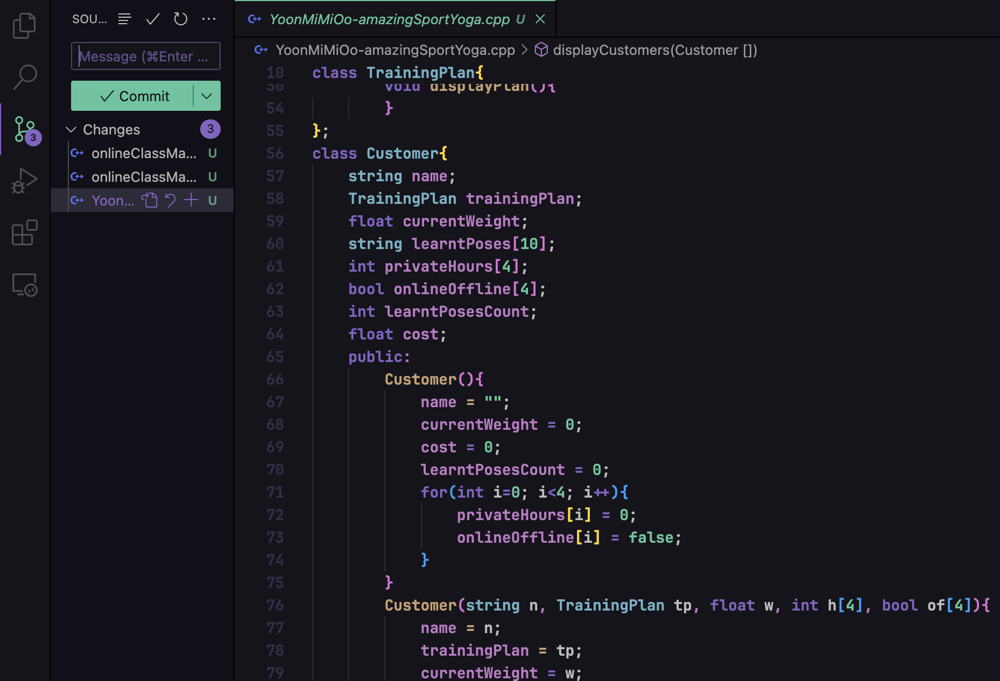 SOU...
Message (⌘Enter ...
Commit
Changes 3
3
C++ onlineClassMa... U
C++ onlineClassMa... U
C++ Yoon... U
C++ YoonMiMiOo-amazingSportYoga.cpp U
C++ YoonMiMiOo-amazingSportYoga.cpp > displayCustomers(Customer [])
10 class TrainingPlan{
50 void displayPlan(){
54 }
55 };
56 class Customer{
57 string name;
58 TrainingPlan trainingPlan;
59 float currentWeight;
60 string learntPoses[10];
61 int privateHours[4];
62 bool onlineOffline[4];
63 int learntPosesCount;
64 float cost;
65 public:
66 Customer(){
67 name = "";
68 currentWeight = 0;
69 cost = 0;
70 learntPosesCount = 0;
71 for(int i=0; i<4; i++){
72 privateHours[i] = 0;
73 onlineOffline[i] = false;
74 }
75 }
76 Customer(string n, TrainingPlan tp, float w, int h[4], bool of[4]){
77 name = n;
78 trainingPlan = tp;
79 currentWeight = w;